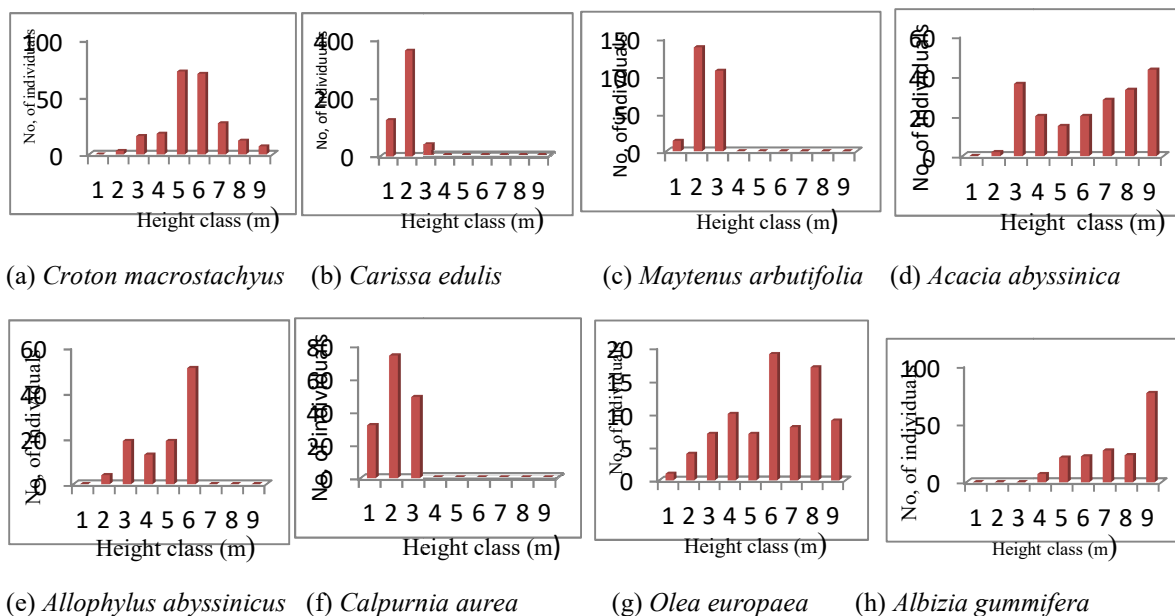 100
50
0
No, of individuals
1 2 3 4 5 6 7 8 9
Height class (m)
400
200
0
No, of individuals
1 2 3 4 5 6 7 8 9
Height class (m)
150
100
50
0
No, of individuals
1 2 3 4 5 6 7 8 9
Height class (m)
60
40
20
0
No, of individuals
1 2 3 4 5 6 7 8 9
Height class (m)
(a) Croton macrostachyus (b) Carissa edulis (c) Maytenus arbutifolia (d) Acacia abyssinica
60
40
20
0
No, of individuals
1 2 3 4 5 6 7 8 9
Height class (m)
80
60
40
20
0
No, of individuals
1 2 3 4 5 6 7 8 9
Height class (m)
20
15
10
5
0
No, of individuals
1 2 3 4 5 6 7 8 9
Height class (m)
100
50
0
No, of individuals
1 2 3 4 5 6 7 8 9
Height class (m)
(e) Allophylus abyssinicus (f) Calpurnia aurea (g) Olea europaea (h) Albizia gummifera